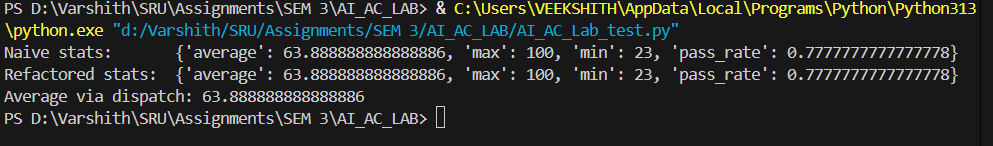 PS D:\Varshith\SRU\Assignments\SEM 3\AI_AC_LAB> & C:\Users\VEEKSHITH\AppData\Local\Programs\Python\Python313
\python.exe "d:/Varshith/SRU/Assignments/SEM 3/AI_AC_LAB/AI_AC_Lab_test.py"
Naive stats:      {'average': 63.888888888888886, 'max': 100, 'min': 23, 'pass_rate': 0.7777777777777778}
Refactored stats:  {'average': 63.888888888888886, 'max': 100, 'min': 23, 'pass_rate': 0.7777777777777778}
Average via dispatch: 63.888888888888886
PS D:\Varshith\SRU\Assignments\SEM 3\AI_AC_LAB>